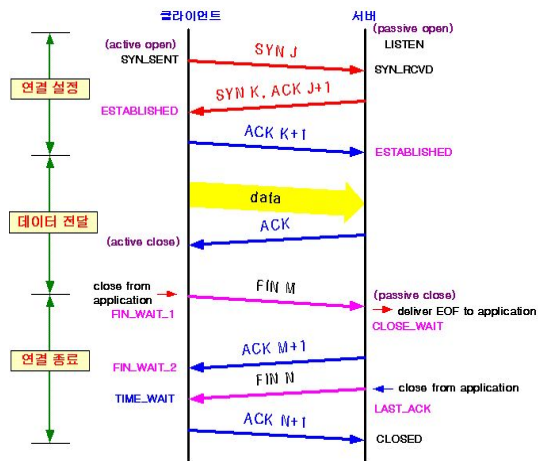 클라이언트
서버
(active open)
SYN_SENT
(passive open)
LISTEN
SYN J
SYN_RCVD
연결 설정
SYN K, ACK J+1
ESTABLISHED
ACK K+1
ESTABLISHED
data
데이터 전달
ACK
(active close)
close from
application
FIN_WAIT_1
FIN M
(passive close)
deliver EOF to application
CLOSE_WAIT
연결 종료
ACK M+1
FIN_WAIT_2
FIN N
TIME_WAIT
close from application
LAST_ACK
ACK N+1
CLOSED